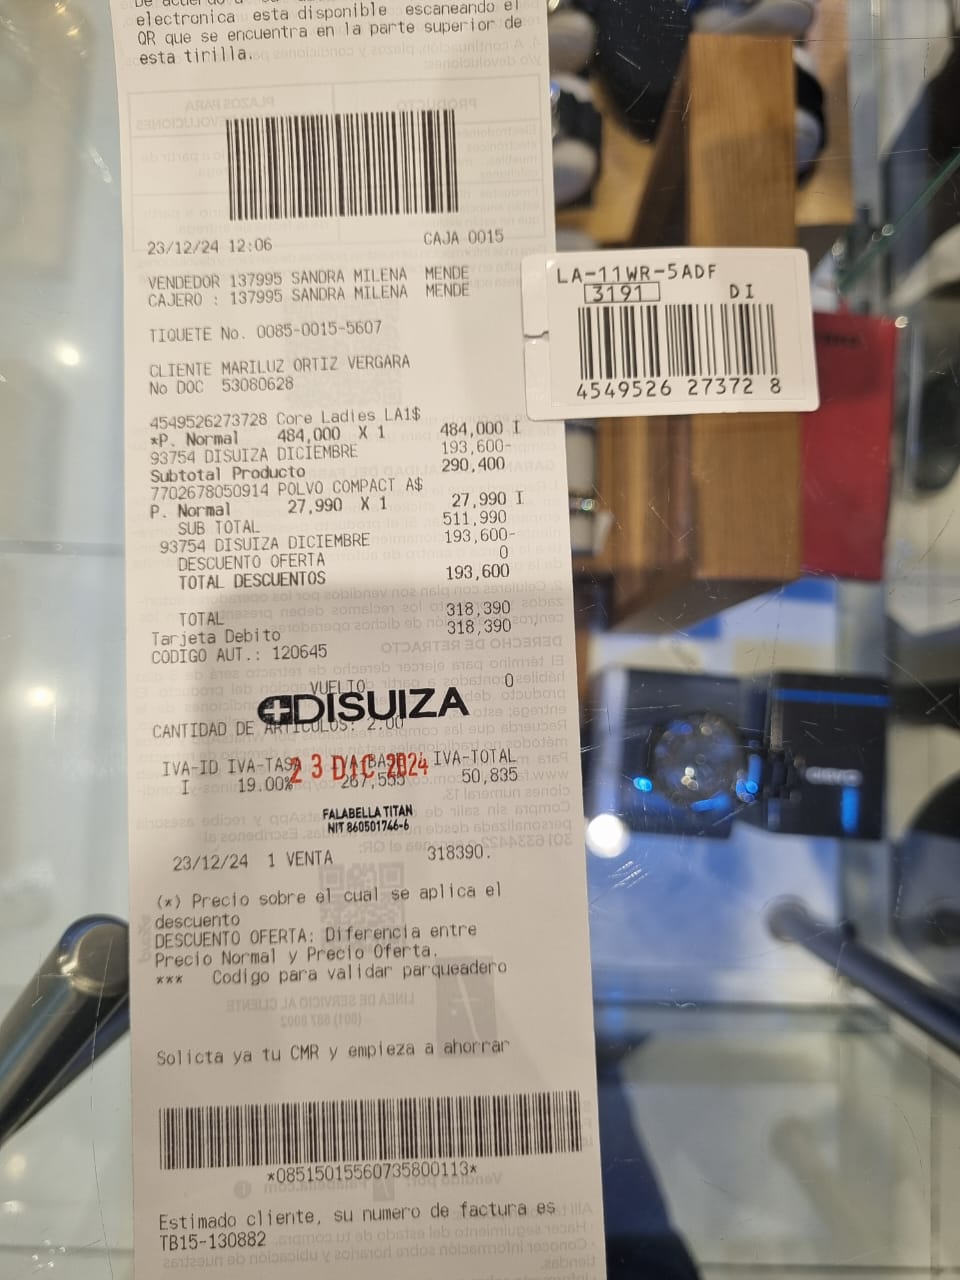 electronica esta disponible escaneando el
QR que se encuentra en la parte superior de
esta tirilla.
23/12/24 12:06 CAJA 0015
VENDEDOR 137995 SANDRA MILENA MENDE
CAJERO : 137995 SANDRA MILENA MENDE
TIQUETE No. 0085-0015-5607
CLIENTE MARILUZ ORTIZ VERGARA
No DOC 53080628
4549526273728 Core Ladies LA1$
*P. Normal 484,000 X 1 484,000 I
93754 DISUIZA DICIEMBRE 193,600-
Subtotal Producto 290,400
7702678050914 POLVO COMPACT A$
P. Normal 27,990 X 1 27,990 I
SUB TOTAL 511,990
93754 DISUIZA DICIEMBRE 193,600-
DESCUENTO OFERTA 0
TOTAL DESCUENTOS 193,600
TOTAL 318,390
Tarjeta Debito 318,390
CODIGO AUT.: 120645
VUELTO 0
DISUIZA
CANTIDAD DE ARTICULOS: 2.00
IVA-ID IVA-TASA IVA-BASE IVA-TOTAL
23 DIC 2024
I 19.00% 267,555 50,835
FALABELLA TITAN
NIT 860501746-6
23/12/24 1 VENTA 318390.
(*) Precio sobre el cual se aplica el
descuento
DESCUENTO OFERTA: Diferencia entre
Precio Normal y Precio Oferta.
*** Codigo para validar parqueadero
Solicta ya tu CMR y empieza a ahorrar
*08515015560735800113*
Estimado cliente, su numero de factura es
TB15-130882
LA-11WR-5ADF
3191 DI
4549526 27372 8